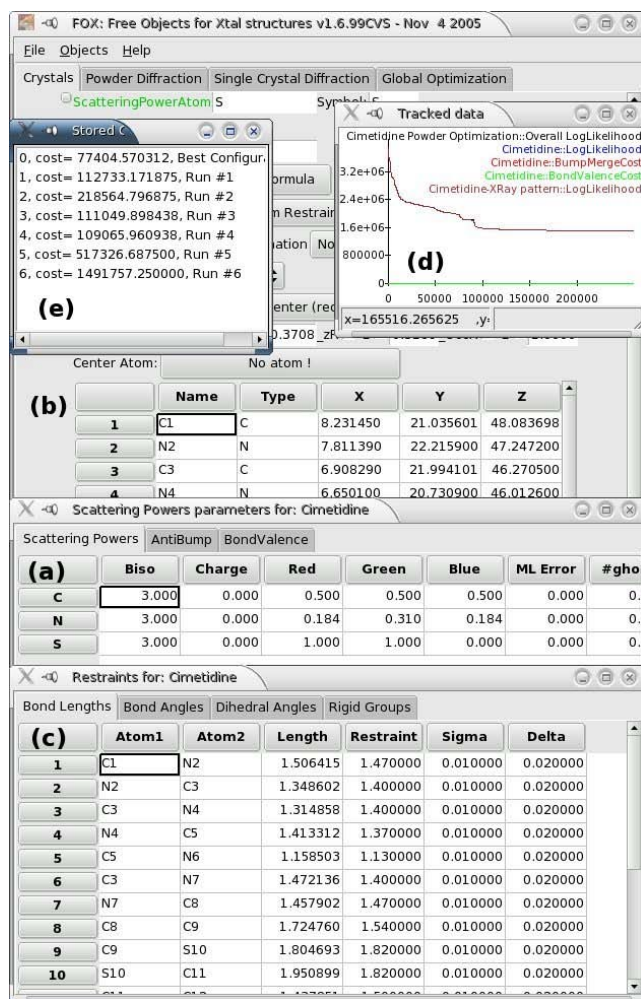 FOX: Free Objects for Xtal structures v1.6.99CVS - Nov 4 2005
File Objects Help
Crystals Powder Diffraction Single Crystal Diffraction Global Optimization
ScatteringPowerAtom S
Tracked data
Cimetidine Powder Optimization::Overall LogLikelihood
Cimetidine::LogLikelihood
Cimetidine::BumpMergeCost
Cimetidine::BondValenceCost
Cimetidine-XRay pattern::LogLikelihood
3.2e+06
2.4e+06
1.6e+06
800000
0
0 50000 100000 150000 200000
(d)
x=165516.265625 ,y:
Stored
0, cost= 77404.570312, Best Configur
1, cost= 112733.171875, Run #1
2, cost= 218564.796875, Run #2
3, cost= 111049.898438, Run #3
4, cost= 109065.960938, Run #4
5, cost= 517326.687500, Run #5
6, cost= 1491757.250000, Run #6
(e)
ormula
m Restrain
ation No
enter (red
0.3708
Center Atom: No atom !
(b)
Name Type X Y Z
1 C1 C 8.231450 21.035601 48.083698
2 N2 N 7.811390 22.215900 47.247200
3 C3 C 6.908290 21.994101 46.270500
4 N4 N 6.650100 20.730900 46.012600
Scattering Powers parameters for: Cimetidine
Scattering Powers AntiBump BondValence
(a) Biso Charge Red Green Blue ML Error #gho
C 3.000 0.000 0.500 0.500 0.500 0.000 0.
N 3.000 0.000 0.184 0.310 0.184 0.000 0.
S 3.000 0.000 1.000 1.000 0.000 0.000 0.
Restraints for: Cimetidine
Bond Lengths Bond Angles Dihedral Angles Rigid Groups
(c) Atom1 Atom2 Length Restraint Sigma Delta
1 C1 N2 1.506415 1.470000 0.010000 0.020000
2 N2 C3 1.348602 1.400000 0.010000 0.020000
3 C3 N4 1.314858 1.400000 0.010000 0.020000
4 N4 C5 1.413312 1.370000 0.010000 0.020000
5 C5 N6 1.158503 1.130000 0.010000 0.020000
6 C3 N7 1.472136 1.400000 0.010000 0.020000
7 N7 C8 1.457902 1.470000 0.010000 0.020000
8 C8 C9 1.724760 1.540000 0.010000 0.020000
9 C9 S10 1.804693 1.820000 0.010000 0.020000
10 S10 C11 1.950899 1.820000 0.010000 0.020000